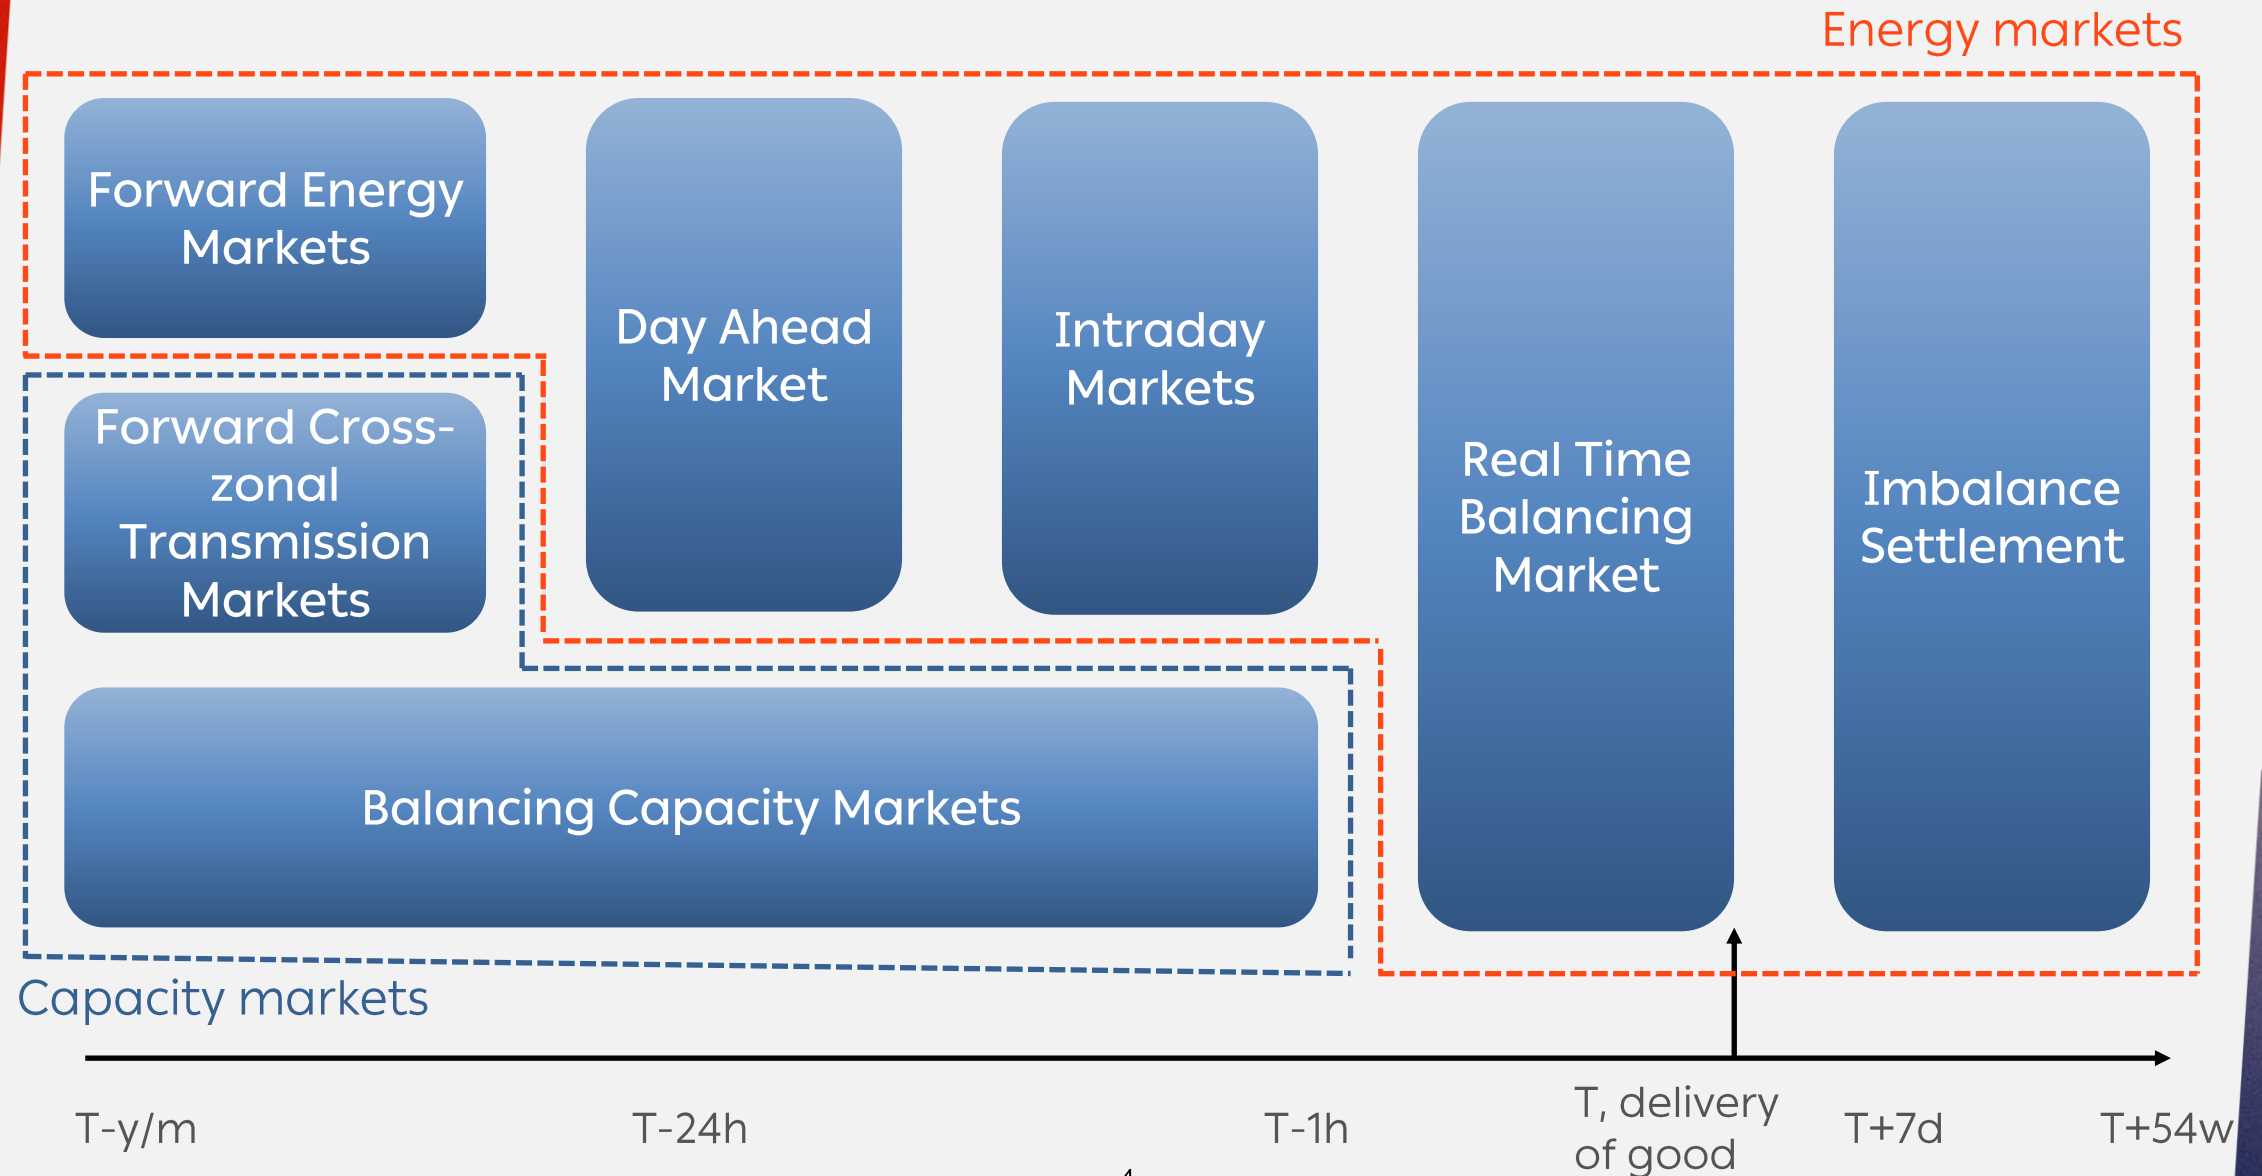 Energy markets
Forward Energy
Markets
Day Ahead
Market
Intraday
Markets
Real Time
Balancing
Market
Imbalance
Settlement
Forward Cross-
zonal
Transmission
Markets
Balancing Capacity Markets
Capacity markets
T-y/m
T-24h
T-1h
T, delivery
of good
T+7d
T+54w